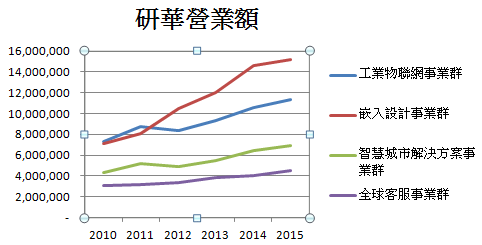 研華營業額
16,000,000
14,000,000
12,000,000
10,000,000
8,000,000
6,000,000
4,000,000
2,000,000
-
2010 2011 2012 2013 2014 2015
工業物聯網事業群
嵌入設計事業群
智慧城市解決方案事
業群
全球客服事業群